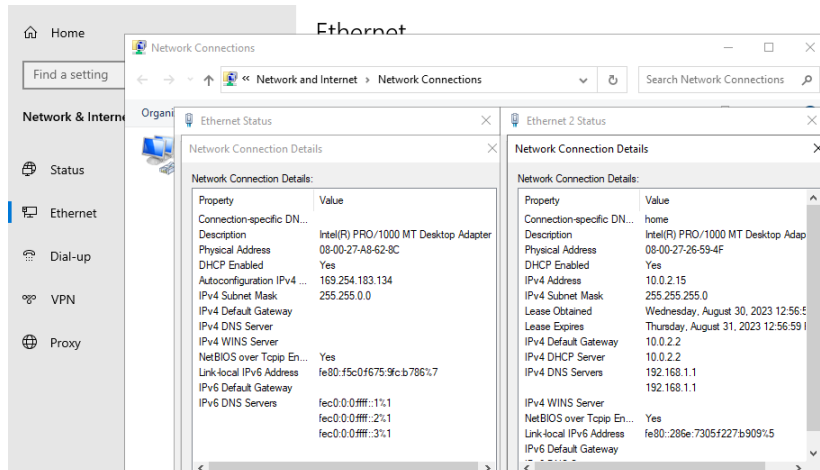 Ethernet
Home
Find a setting
Network & Interne
Status
Ethernet
Dial-up
VPN
Proxy
Network Connections
« Network and Internet › Network Connections
Search Network Connections
Organi
Ethernet Status
Network Connection Details
Network Connection Details:
Property Value
Connection-specific DN...
Description Intel(R) PRO/1000 MT Desktop Adapter
Physical Address 08-00-27-A8-62-8C
DHCP Enabled Yes
Autoconfiguration IPv4 ... 169.254.183.134
IPv4 Subnet Mask 255.255.0.0
IPv4 Default Gateway
IPv4 DNS Server
IPv4 WINS Server
NetBIOS over Tcpip En... Yes
Link-local IPv6 Address fe80::f5c0:f675:9fc:b786%7
IPv6 Default Gateway
IPv6 DNS Servers fec0:0:0:ffff::1%1
fec0:0:0:ffff::2%1
fec0:0:0:ffff::3%1
Ethernet 2 Status
Network Connection Details
Network Connection Details:
Property Value
Connection-specific DN... home
Description Intel(R) PRO/1000 MT Desktop Adap
Physical Address 08-00-27-26-59-4F
DHCP Enabled Yes
IPv4 Address 10.0.2.15
IPv4 Subnet Mask 255.255.255.0
Lease Obtained Wednesday, August 30, 2023 12:56:5
Lease Expires Thursday, August 31, 2023 12:56:59
IPv4 Default Gateway 10.0.2.2
IPv4 DHCP Server 10.0.2.2
IPv4 DNS Servers 192.168.1.1
192.168.1.1
IPv4 WINS Server
NetBIOS over Tcpip En... Yes
Link-local IPv6 Address fe80::286e:7305:f227:b909%5
IPv6 Default Gateway